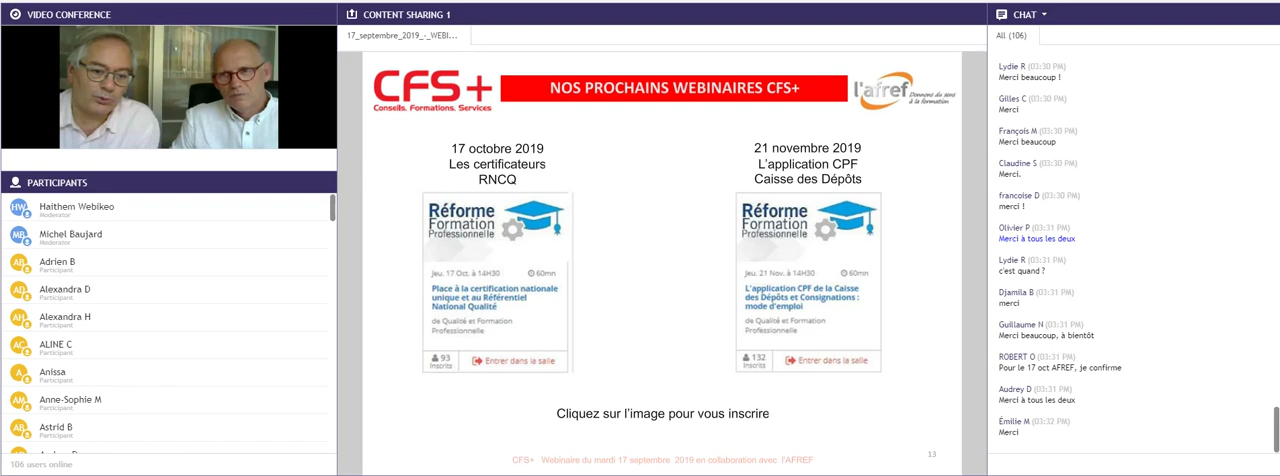 VIDEO CONFERENCE
PARTICIPANTS
HW
Haithem Webikeo
Moderator
MB
Michel Baujard
Moderator
AB
Adrien B
Participant
AD
Alexandra D
Participant
AH
Alexandra H
Participant
AC
ALINE C
Participant
A
Anissa
Participant
AM
Anne-Sophie M
Participant
AB
Astrid B
Participant
106 users online
CONTENT SHARING 1
17_septembre_2019_-_WEBI...
CFS+
Conseils. Formations. Services
NOS PROCHAINS WEBINAIRES CFS+
l'afref
Donnons du sens
à la formation
17 octobre 2019
Les certificateurs
RNCQ
Réforme
Formation
Professionnelle
Jeu. 17 Oct. à 14H30 60mn
Place à la certification nationale
unique et au Référentiel
National Qualité
de Qualité et Formation
Professionnelle
93
Inscrits
Entrer dans la salle
21 novembre 2019
L'application CPF
Caisse des Dépôts
Réforme
Formation
Professionnelle
Jeu. 21 Nov. à 14H30 60mn
L'application CPF de la Caisse
des Dépôts et Consignations :
mode d'emploi
de Qualité et Formation
Professionnelle
132
Inscrits
Entrer dans la salle
Cliquez sur l'image pour vous inscrire
CFS+ Webinaire du mardi 17 septembre 2019 en collaboration avec l'AFREF
13
CHAT
All (106)
Lydie R (03:30 PM)
Merci beaucoup !
Gilles C (03:30 PM)
Merci
François M (03:30 PM)
Merci beaucoup
Claudine S (03:30 PM)
Merci.
francoise D (03:30 PM)
merci !
Olivier P (03:31 PM)
Merci à tous les deux
Lydie R (03:31 PM)
c'est quand ?
Djamila B (03:31 PM)
merci
Guillaume N (03:31 PM)
Merci beaucoup, à bientôt
ROBERT O (03:31 PM)
Pour le 17 oct AFREF, je confirme
Audrey D (03:31 PM)
Merci à tous les deux
Émilie M (03:32 PM)
Merci